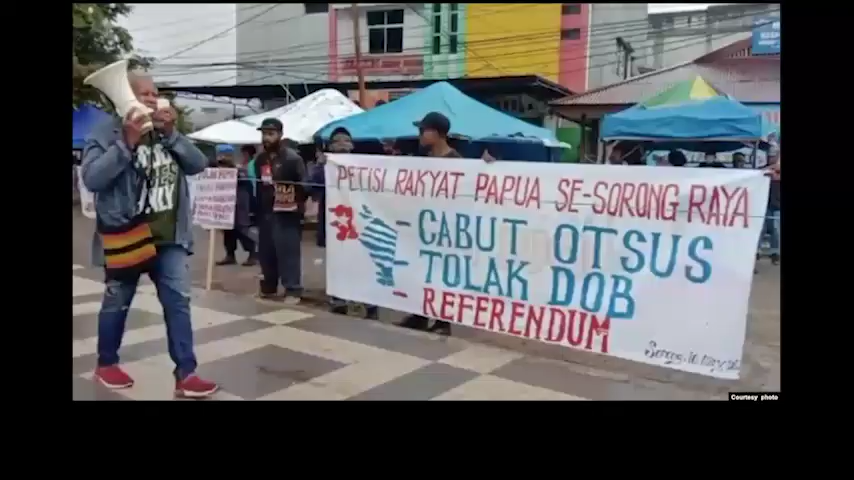 PETISI RAKYAT PAPUA SE-SORONG RAYA
- CABUT OTSUS
TOLAK DOB
- REFERENDUM
Courtesy photo